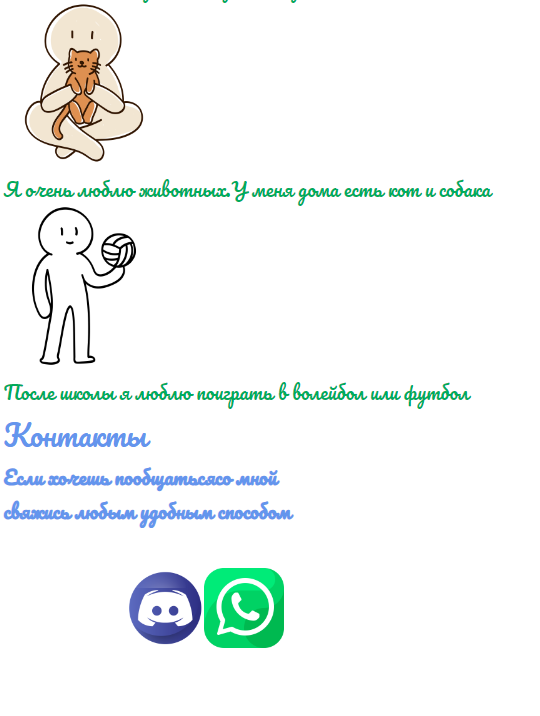 Я очень люблю животных.У меня дома есть кот и собака
После школы я люблю поиграть в волейбол или футбол
Контакты
Если хочешь пообщатьсясо мной
свяжись любым удобным способом